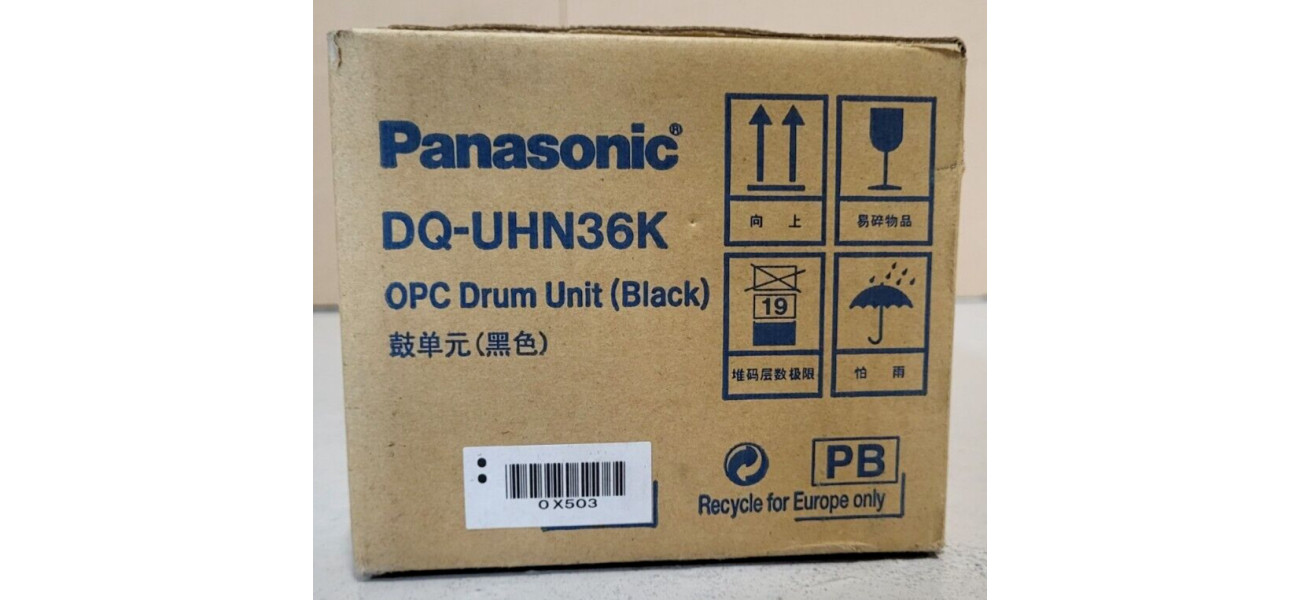 Panasonic®
DQ-UHN36K
OPC Drum Unit (Black)
鼓单元(黑色)
向 上
易碎物品
19
堆码层数极限
怕 雨
0X503
PB
Recycle for Europe only